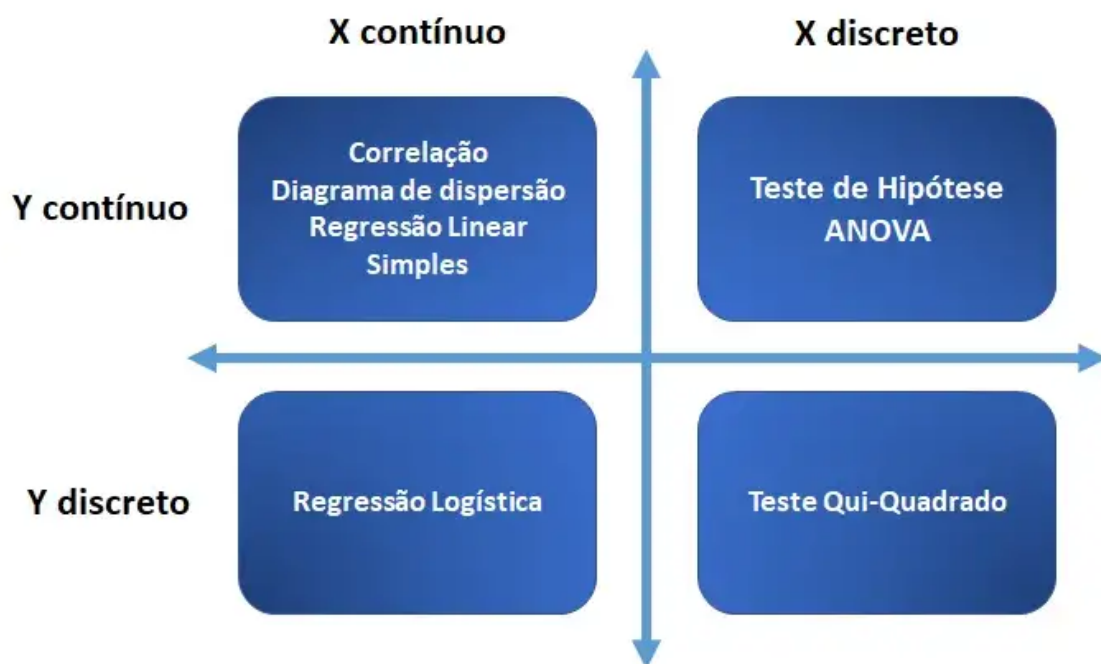 X contínuo
X discreto
Y contínuo
Correlação
Diagrama de dispersão
Regressão Linear
Simples
Teste de Hipótese
ANOVA
Y discreto
Regressão Logística
Teste Qui-Quadrado